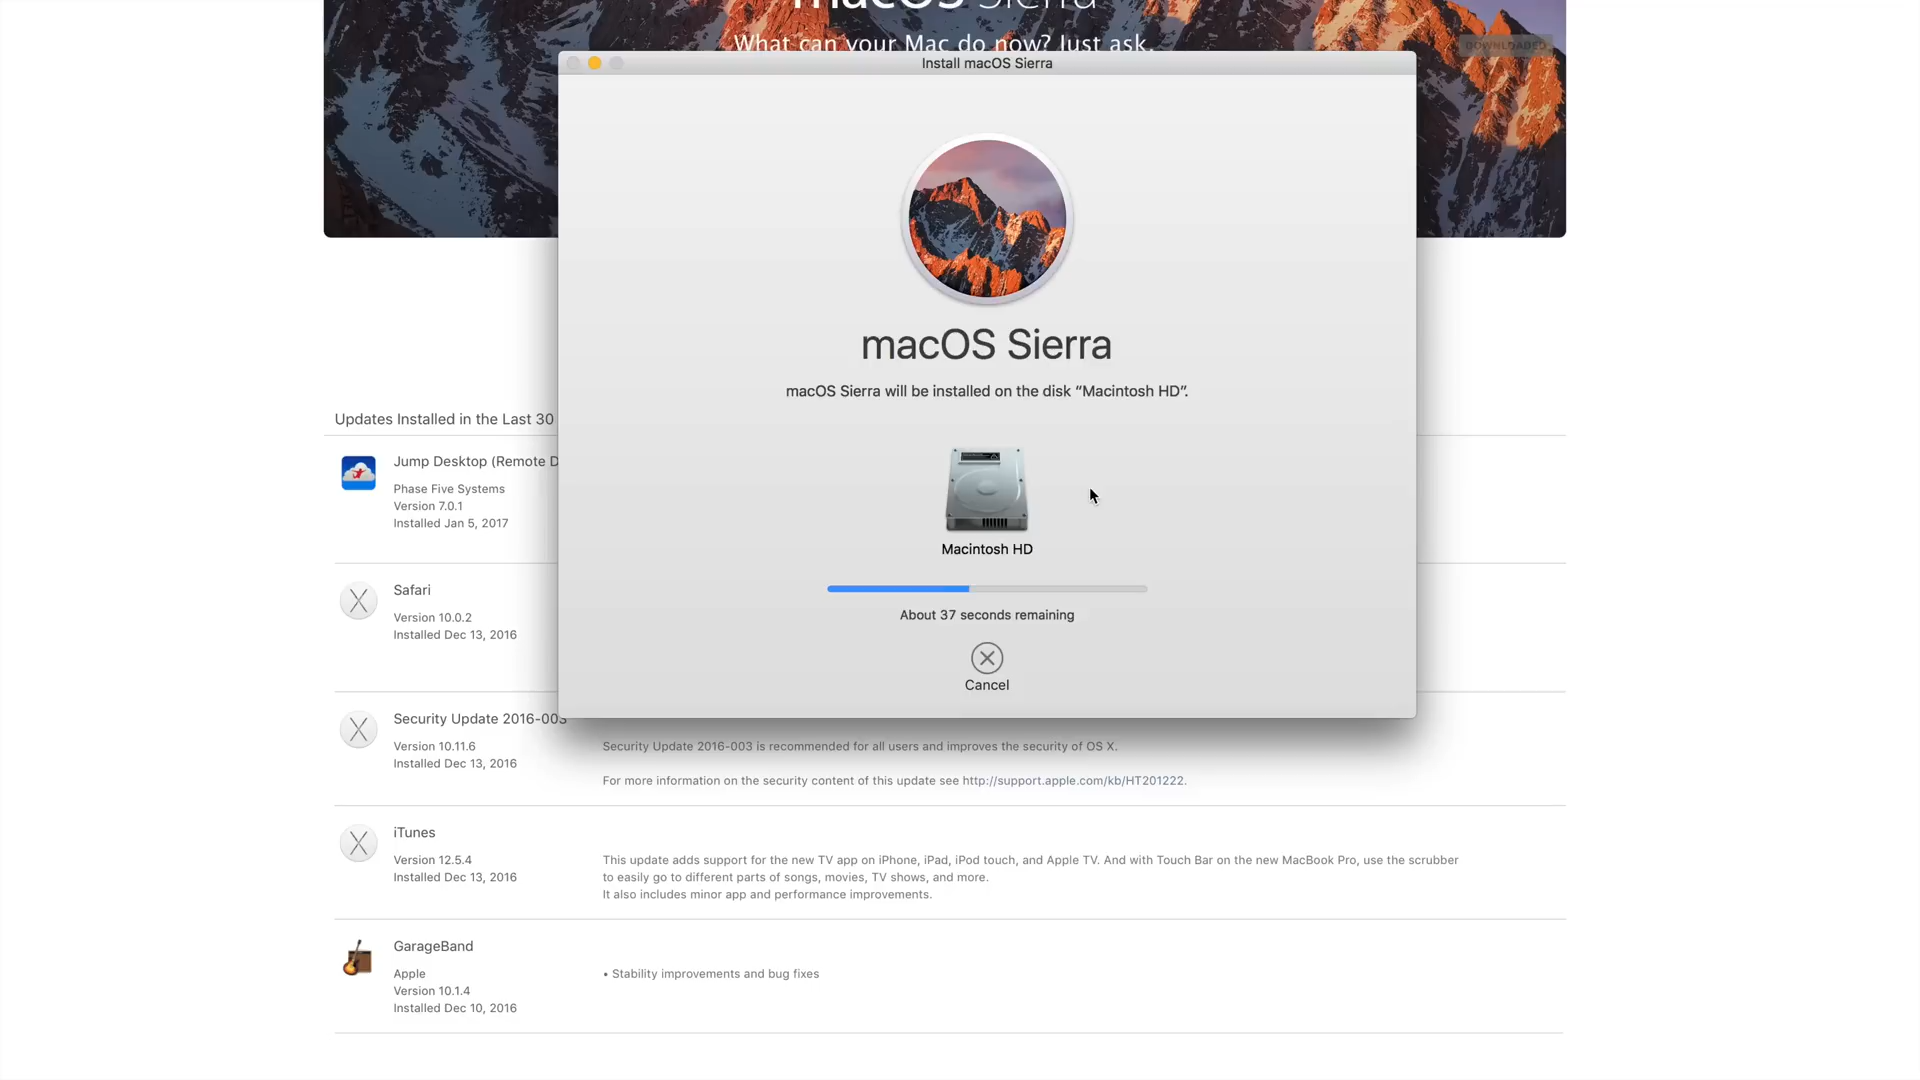 macOS Sierra
What can your Mac do now? Just ask.
DOWNLOADED
Install macOS Sierra
macOS Sierra
macOS Sierra will be installed on the disk “Macintosh HD”.
Macintosh HD
About 37 seconds remaining
Cancel
Updates Installed in the Last 30
Jump Desktop (Remote D
Phase Five Systems
Version 7.0.1
Installed Jan 5, 2017
Safari
Version 10.0.2
Installed Dec 13, 2016
Security Update 2016-003
Version 10.11.6
Installed Dec 13, 2016
Security Update 2016-003 is recommended for all users and improves the security of OS X.
For more information on the security content of this update see http://support.apple.com/kb/HT201222.
iTunes
Version 12.5.4
Installed Dec 13, 2016
This update adds support for the new TV app on iPhone, iPad, iPod touch, and Apple TV. And with Touch Bar on the new MacBook Pro, use the scrubber
to easily go to different parts of songs, movies, TV shows, and more.
It also includes minor app and performance improvements.
GarageBand
Apple
Version 10.1.4
Installed Dec 10, 2016
• Stability improvements and bug fixes